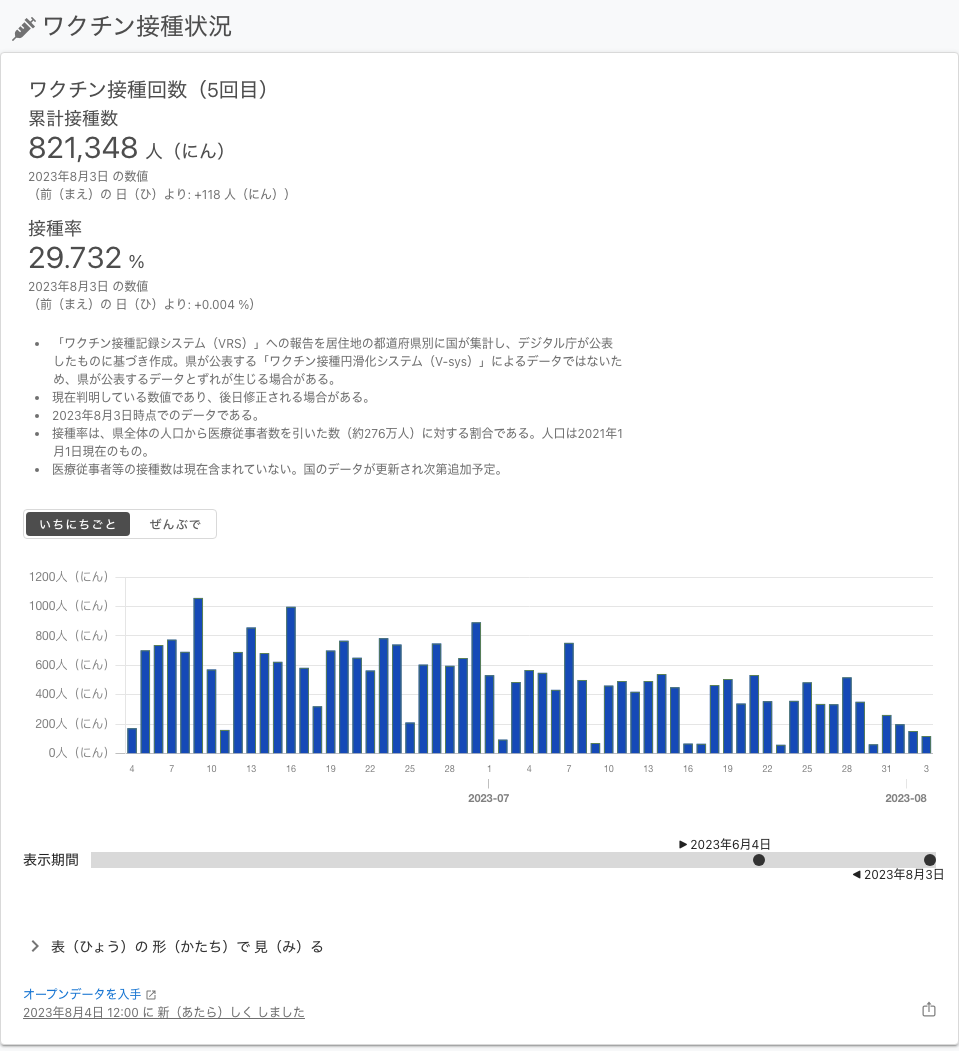 ワクチン接種状況
ワクチン接種回数（5回目）
累計接種数
821,348 人（にん）
2023年8月3日 の数値
（前（まえ）の 日（ひ）より: +118 人（にん））
接種率
29.732 %
2023年8月3日 の数値
（前（まえ）の 日（ひ）より: +0.004 %）
・「ワクチン接種記録システム（VRS）」への報告を居住地の都道府県別に国が集計し、デジタル庁が公表
したものに基づき作成。県が公表する「ワクチン接種円滑化システム（V-sys）」によるデータではないた
め、県が公表するデータとずれが生じる場合がある。
・現在判明している数値であり、後日修正される場合がある。
・2023年8月3日時点でのデータである。
・接種率は、県全体の人口から医療従事者数を引いた数（約276万人）に対する割合である。人口は2021年1
月1日現在のもの。
・医療従事者等の接種数は現在含まれていない。国のデータが更新され次第追加予定。
いちにちごと ぜんぶで
1200人（にん）
1000人（にん）
800人（にん）
600人（にん）
400人（にん）
200人（にん）
0人（にん）
4 7 10 13 16 19 22 25 28 1 4 7 10 13 16 19 22 25 28 31 3
2023-07 2023-08
▶ 2023年6月4日
表示期間
◀ 2023年8月3日
表（ひょう）の 形（かたち）で 見（み）る
オープンデータを入手
2023年8月4日 12:00 に 新（あたら）しく しました